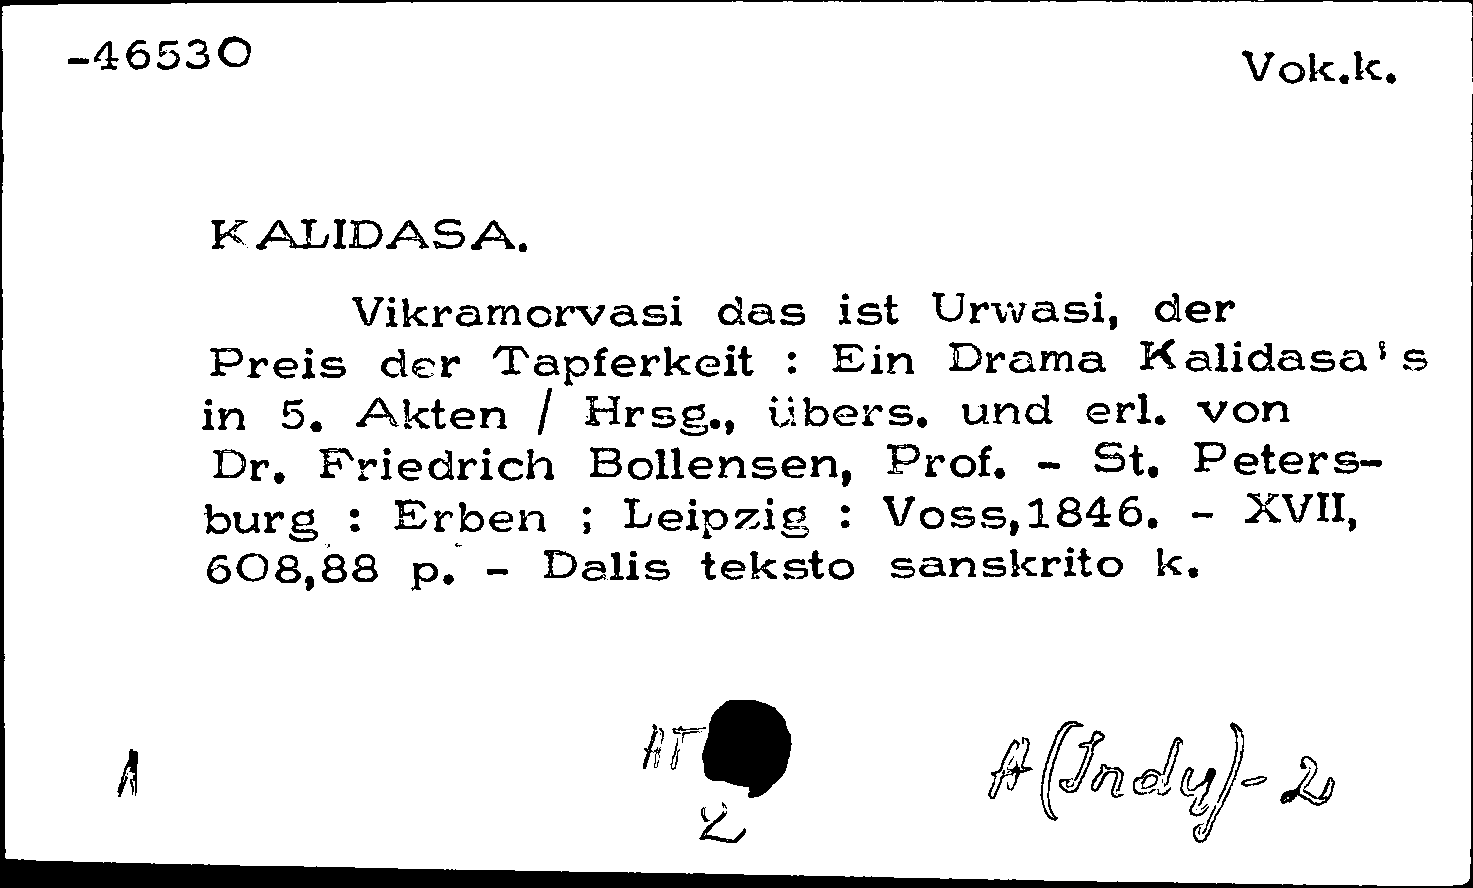 -46530
Vok.k.
KALIDASA.
Vikramorvasi das ist Urwasi, der
Preis der Tapferkeit : Ein Drama Kalidasa's
in 5. Akten / Hrsg., übers. und erl. von
Dr. Friedrich Bollensen, Prof. - St. Peters-
burg : Erben ; Leipzig : Voss,1846. - XVII,
608,88 p. - Dalis teksto sanskrito k.
A
AT
2
A(Indų)-2